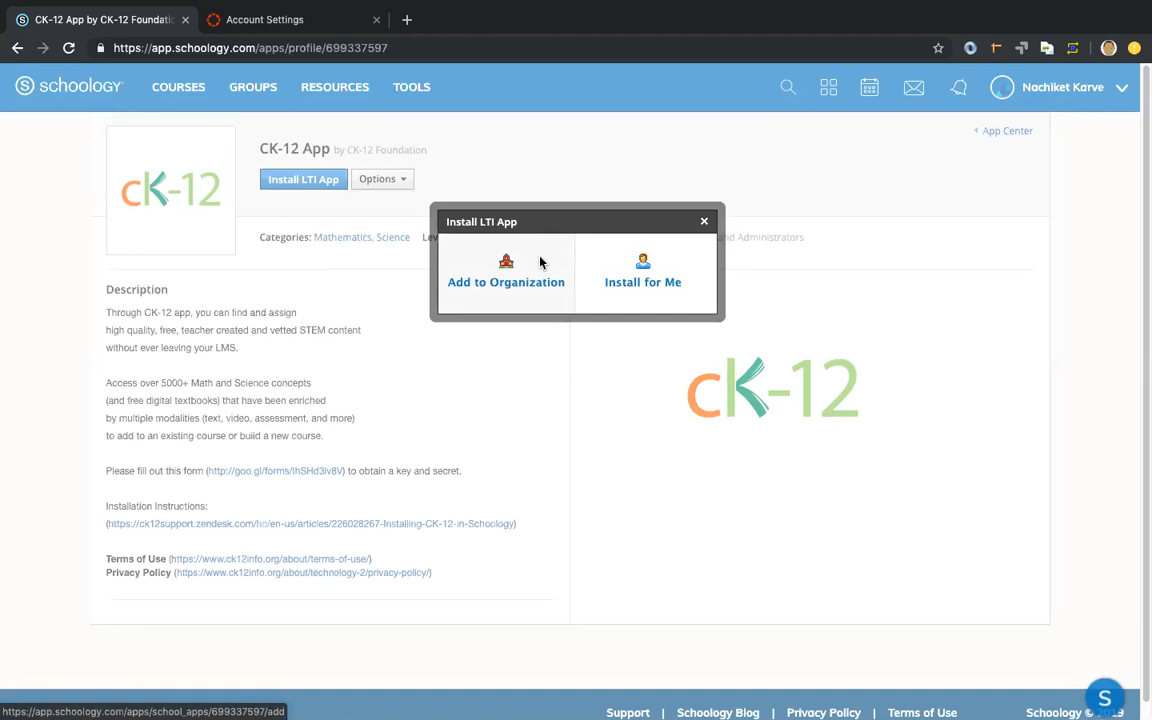 CK-12 App by CK-12 Foundatio
Account Settings
https://app.schoology.com/apps/profile/699337597
schoology
COURSES
GROUPS
RESOURCES
TOOLS
Nachiket Karve
App Center
cK-12
CK-12 App by CK-12 Foundation
Install LTI App
Options
Categories: Mathematics, Science
and Administrators
Install LTI App
Add to Organization
Install for Me
Description
Through CK-12 app, you can find and assign
high quality, free, teacher created and vetted STEM content
without ever leaving your LMS.
Access over 5000+ Math and Science concepts
(and free digital textbooks) that have been enriched
by multiple modalities (text, video, assessment, and more)
to add to an existing course or build a new course.
Please fill out this form (http://goo.gl/forms/IhSHd3lv8V) to obtain a key and secret.
Installation Instructions:
(https://ck12support.zendesk.com/hc/en-us/articles/226028267-Installing-CK-12-in-Schoology)
Terms of Use (https://www.ck12info.org/about/terms-of-use/)
Privacy Policy (https://www.ck12info.org/about/technology-2/privacy-policy/)
cK-12
https://app.schoology.com/apps/school_apps/699337597/add
Support | Schoology Blog | Privacy Policy | Terms of Use
Schoology
S